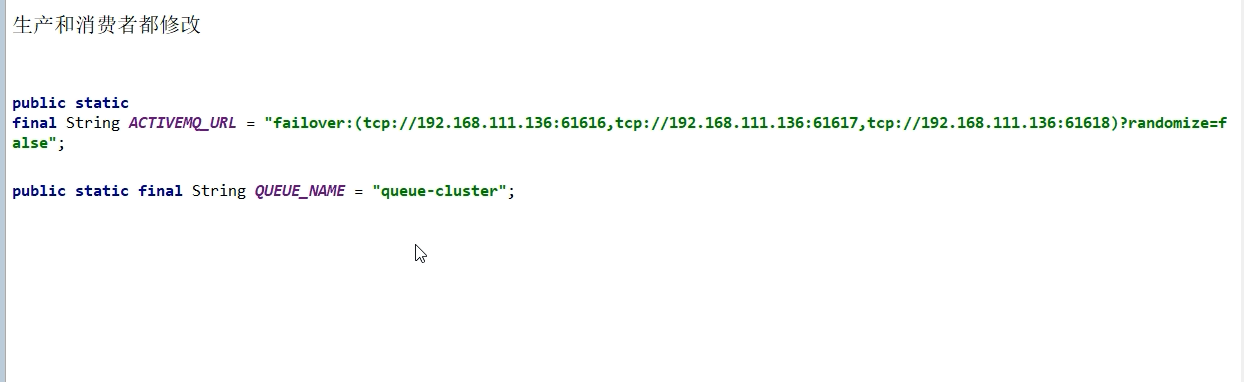 生产和消费者都修改
public static
final String ACTIVEMQ_URL = "failover:(tcp://192.168.111.136:61616,tcp://192.168.111.136:61617,tcp://192.168.111.136:61618)?randomize=f
alse";
public static final String QUEUE_NAME = "queue-cluster";